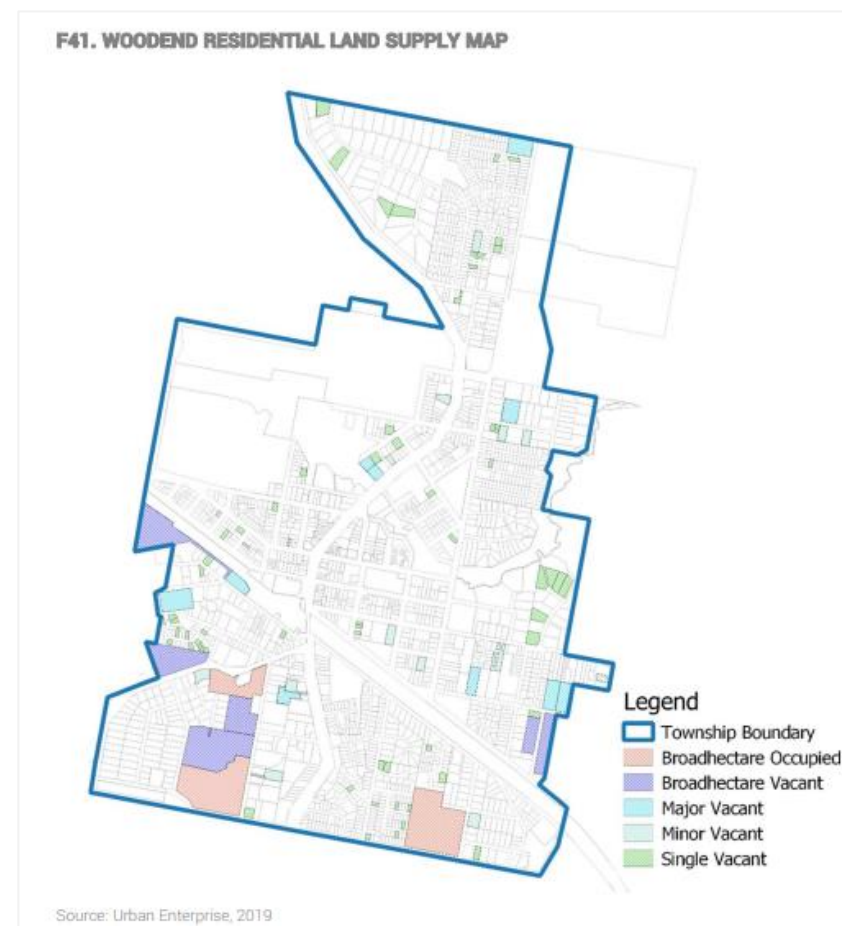 F41. WOODEND RESIDENTIAL LAND SUPPLY MAP
Legend
Township Boundary
Broadhectare Occupied
Broadhectare Vacant
Major Vacant
Minor Vacant
Single Vacant
Source: Urban Enterprise, 2019